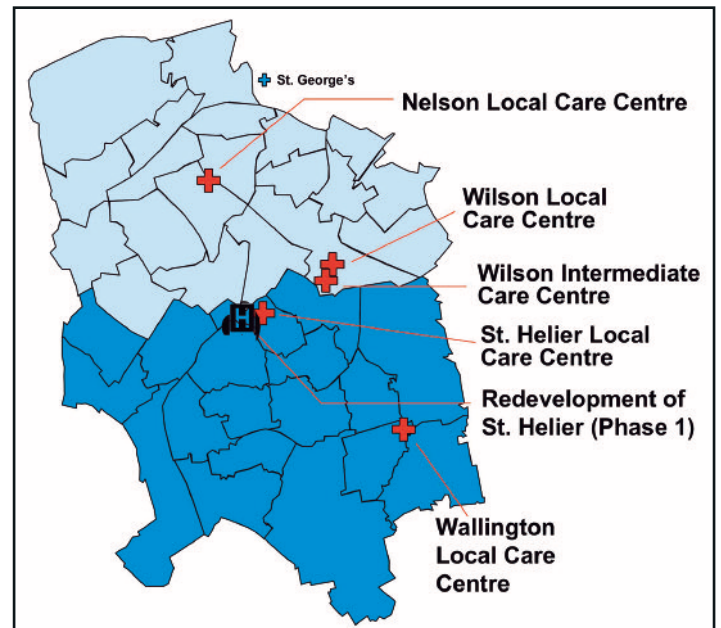 St. George's
Nelson Local Care Centre
Wilson Local
Care Centre
Wilson Intermediate
Care Centre
H
St. Helier Local
Care Centre
Redevelopment of
St. Helier (Phase 1)
Wallington
Local Care
Centre